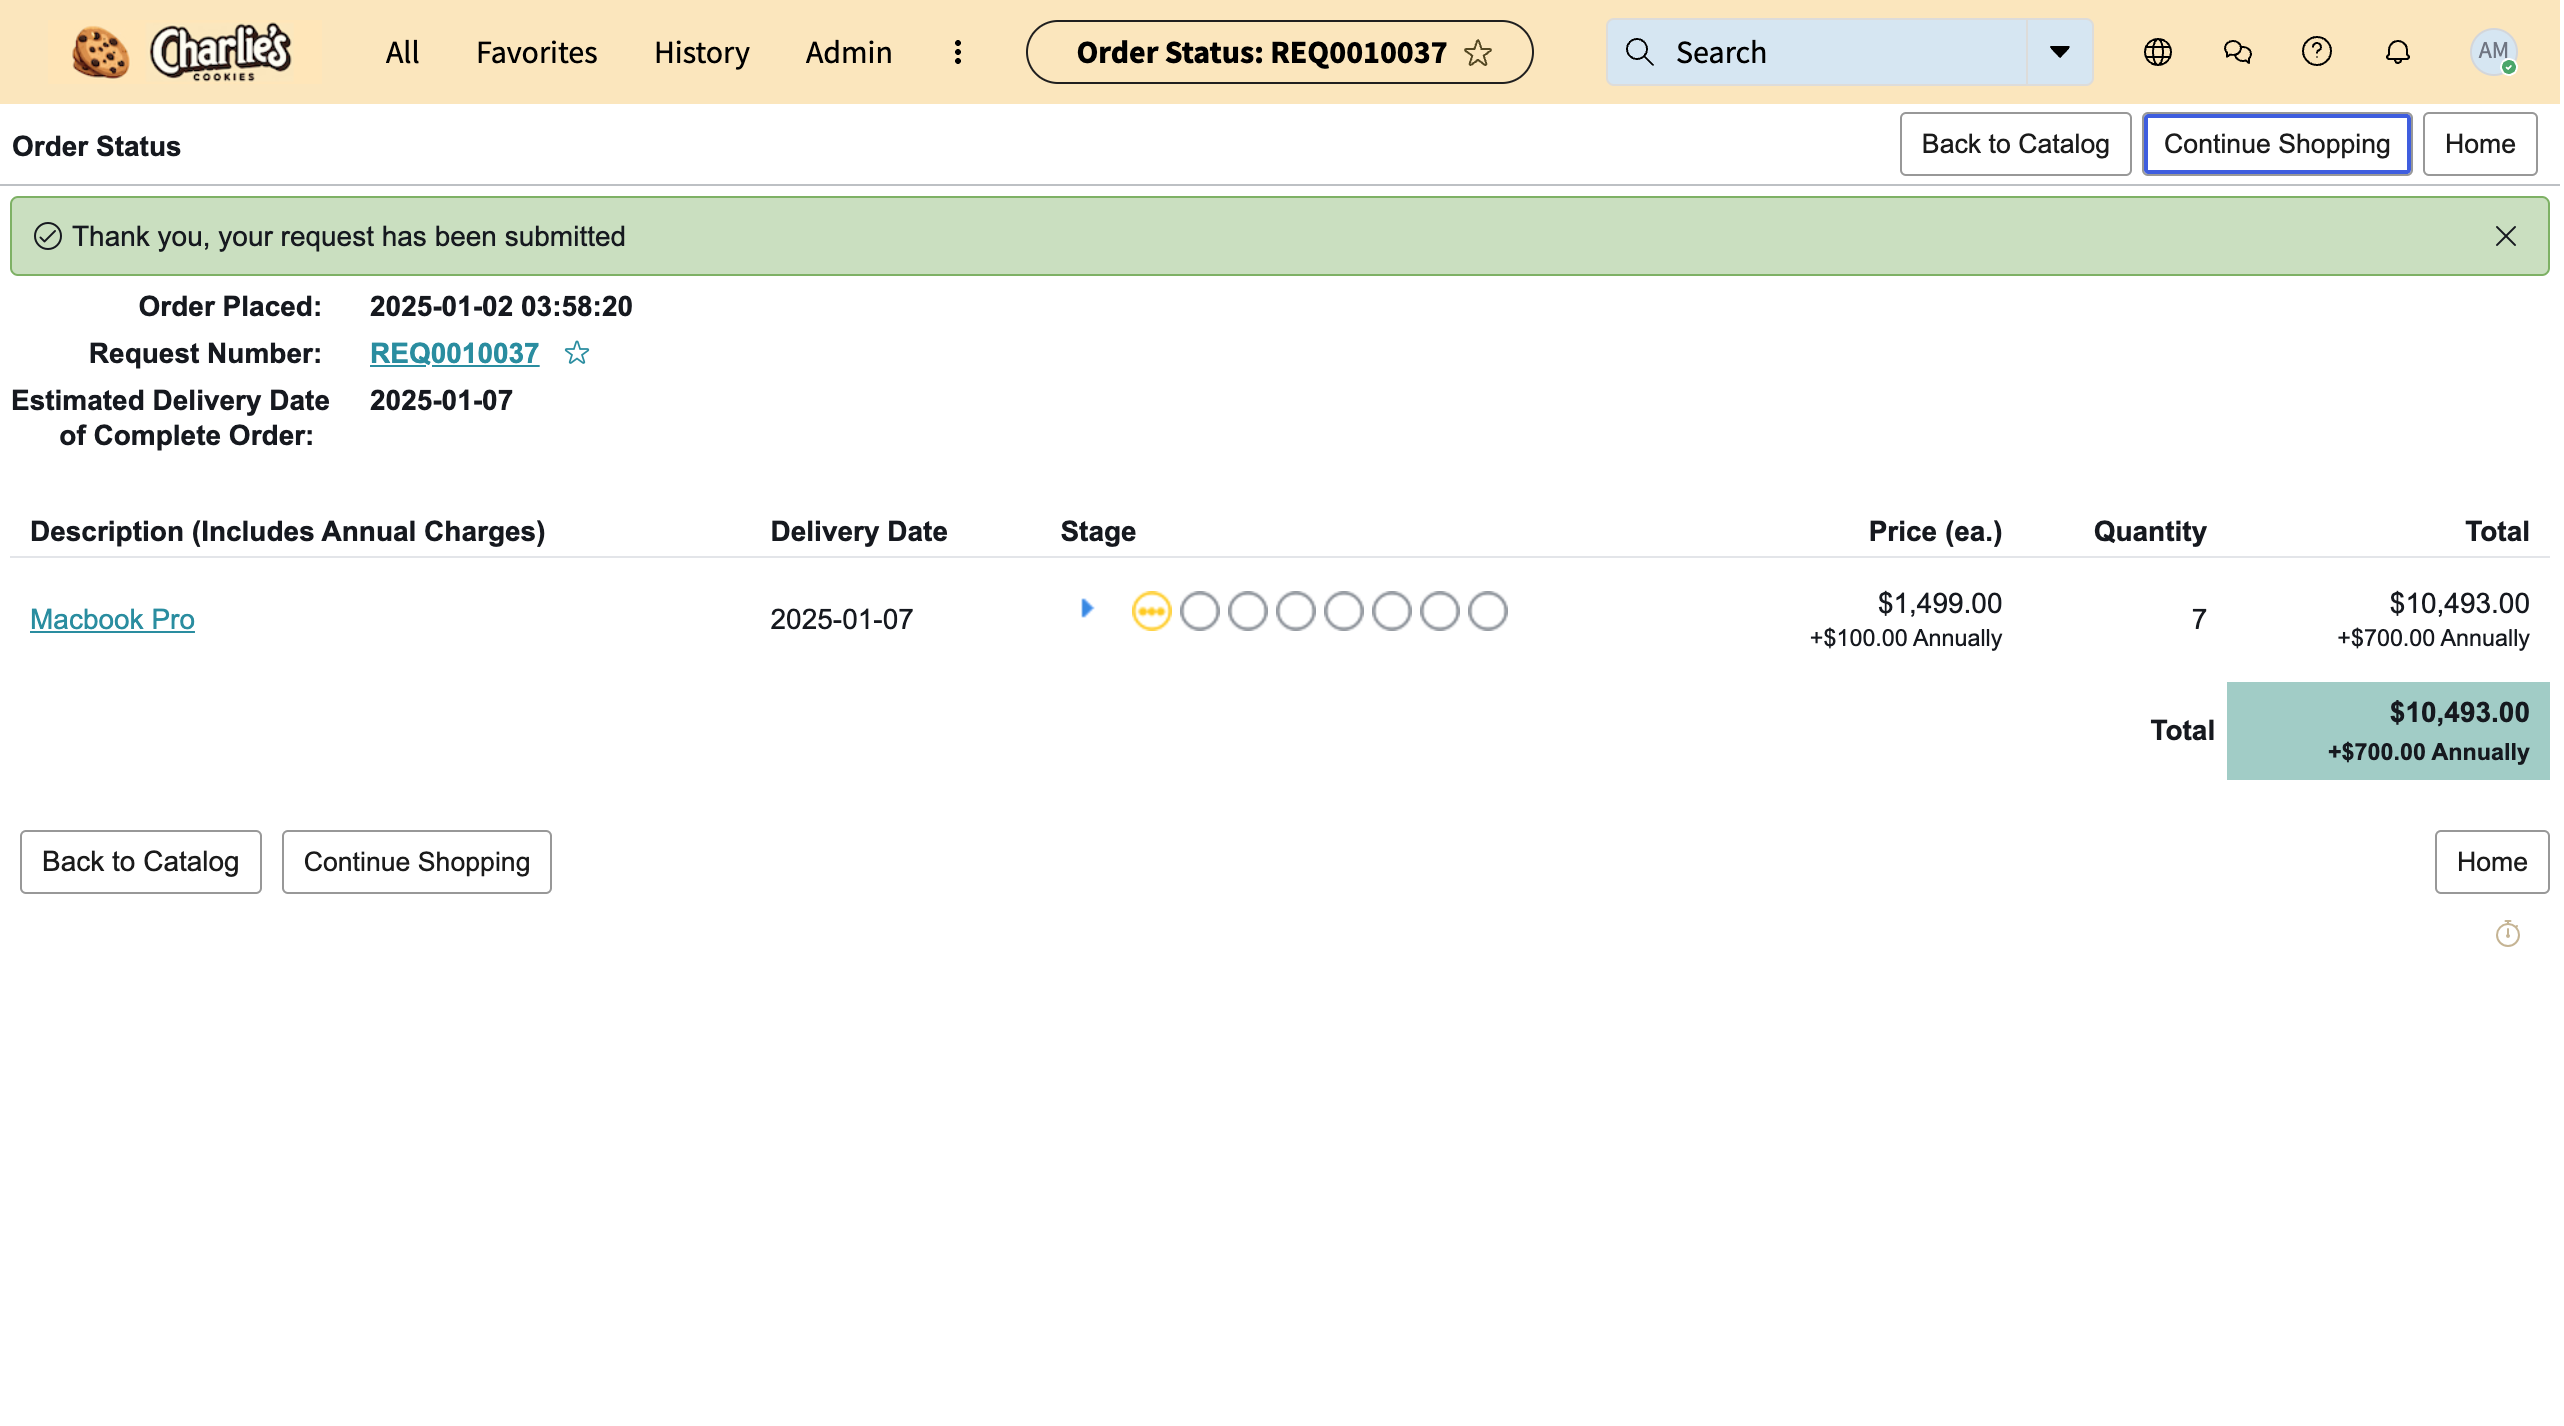 Charlie's COOKIES All Favorites History Admin Order Status: REQ0010037 Search AM
Order Status Back to Catalog Continue Shopping Home
Thank you, your request has been submitted
Order Placed: 2025-01-02 03:58:20
Request Number: REQ0010037
Estimated Delivery Date 2025-01-07
of Complete Order:
Description (Includes Annual Charges) Delivery Date Stage Price (ea.) Quantity Total
Macbook Pro 2025-01-07 $1,499.00 7 $10,493.00
+$100.00 Annually +$700.00 Annually
Total $10,493.00
+$700.00 Annually
Back to Catalog Continue Shopping Home